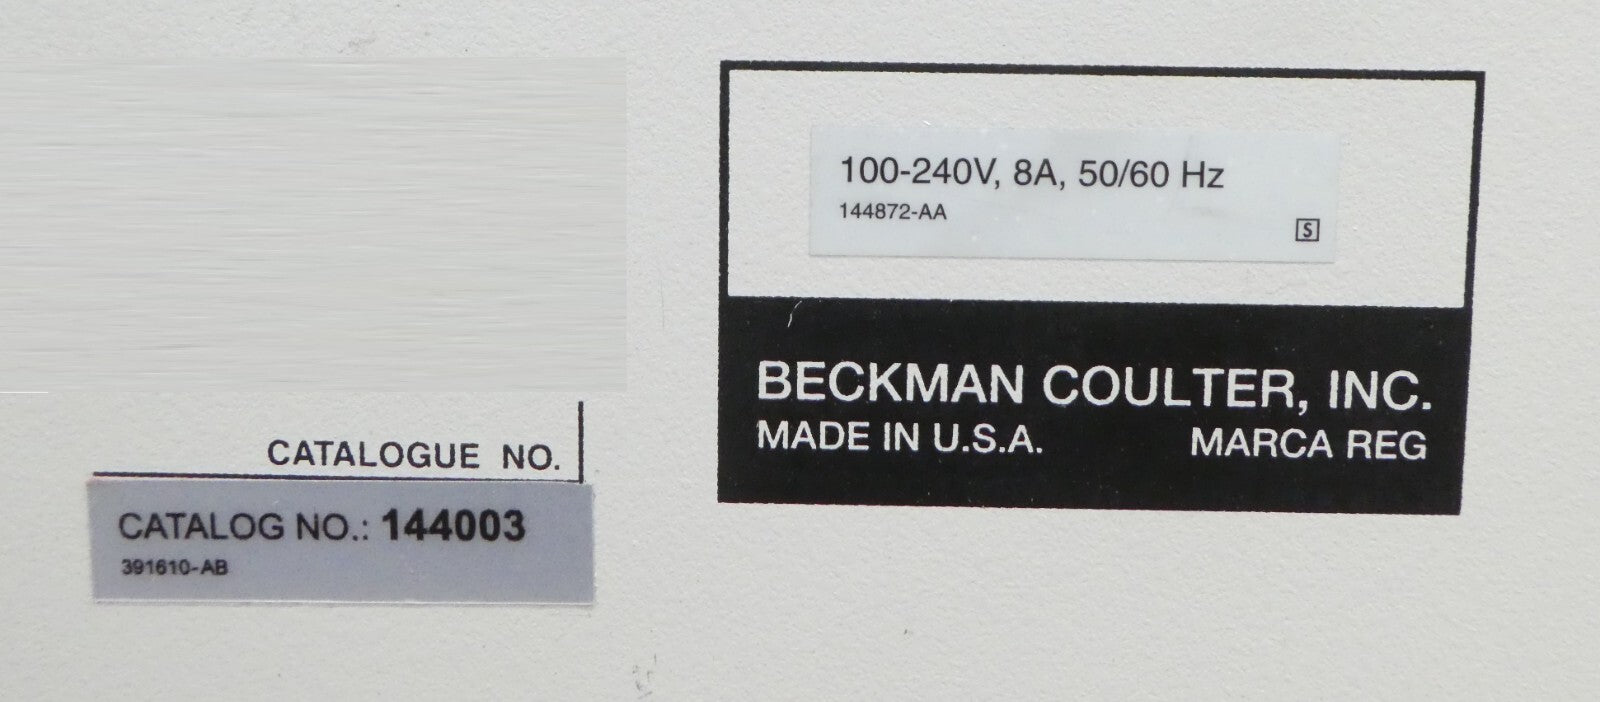 100-240V, 8A, 50/60 Hz
144872-AA
S
BECKMAN COULTER, INC.
MADE IN U.S.A. MARCA REG
CATALOGUE NO.
CATALOG NO.: 144003
391610-AB